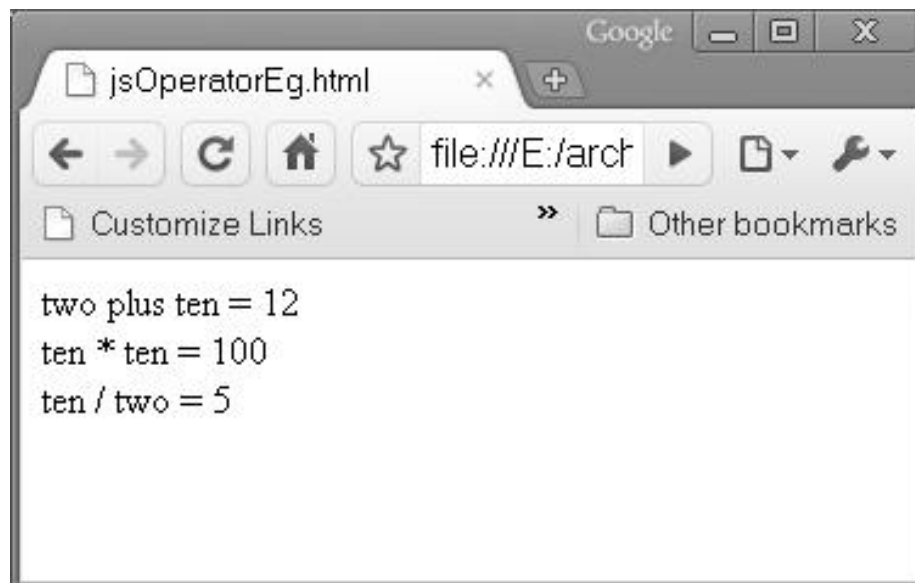 Google
jsOperatorEg.html
file:///E:/arch
Customize Links
Other bookmarks
two plus ten = 12
ten * ten = 100
ten / two = 5